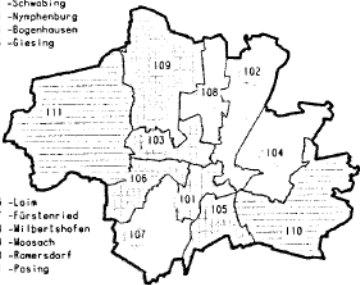 -Schwabing
-Nymphenburg
-Bogenhausen
-Giesing
109
102
108
111
103
104
106
101
105
110
107
-Laim
-Fürstenried
-Milbertshofen
-Moosach
-Ramersdorf
-Pasing